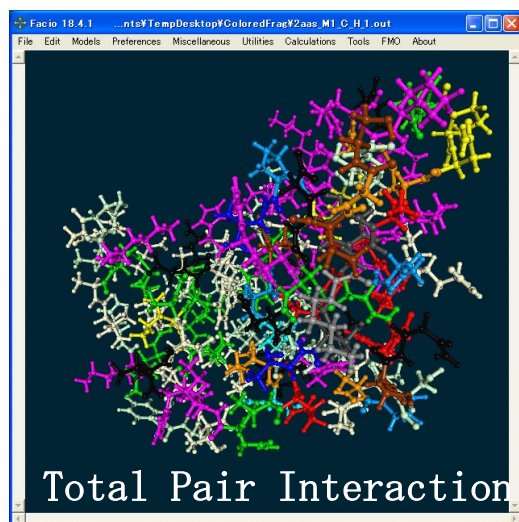 Facio 18.4.1 ...nts¥TempDesktop¥ColoredFrag¥2aas_M1_C_H_1.out
File Edit Models Preferences Miscellaneous Utilities Calculations Tools FMO About
Total Pair Interaction